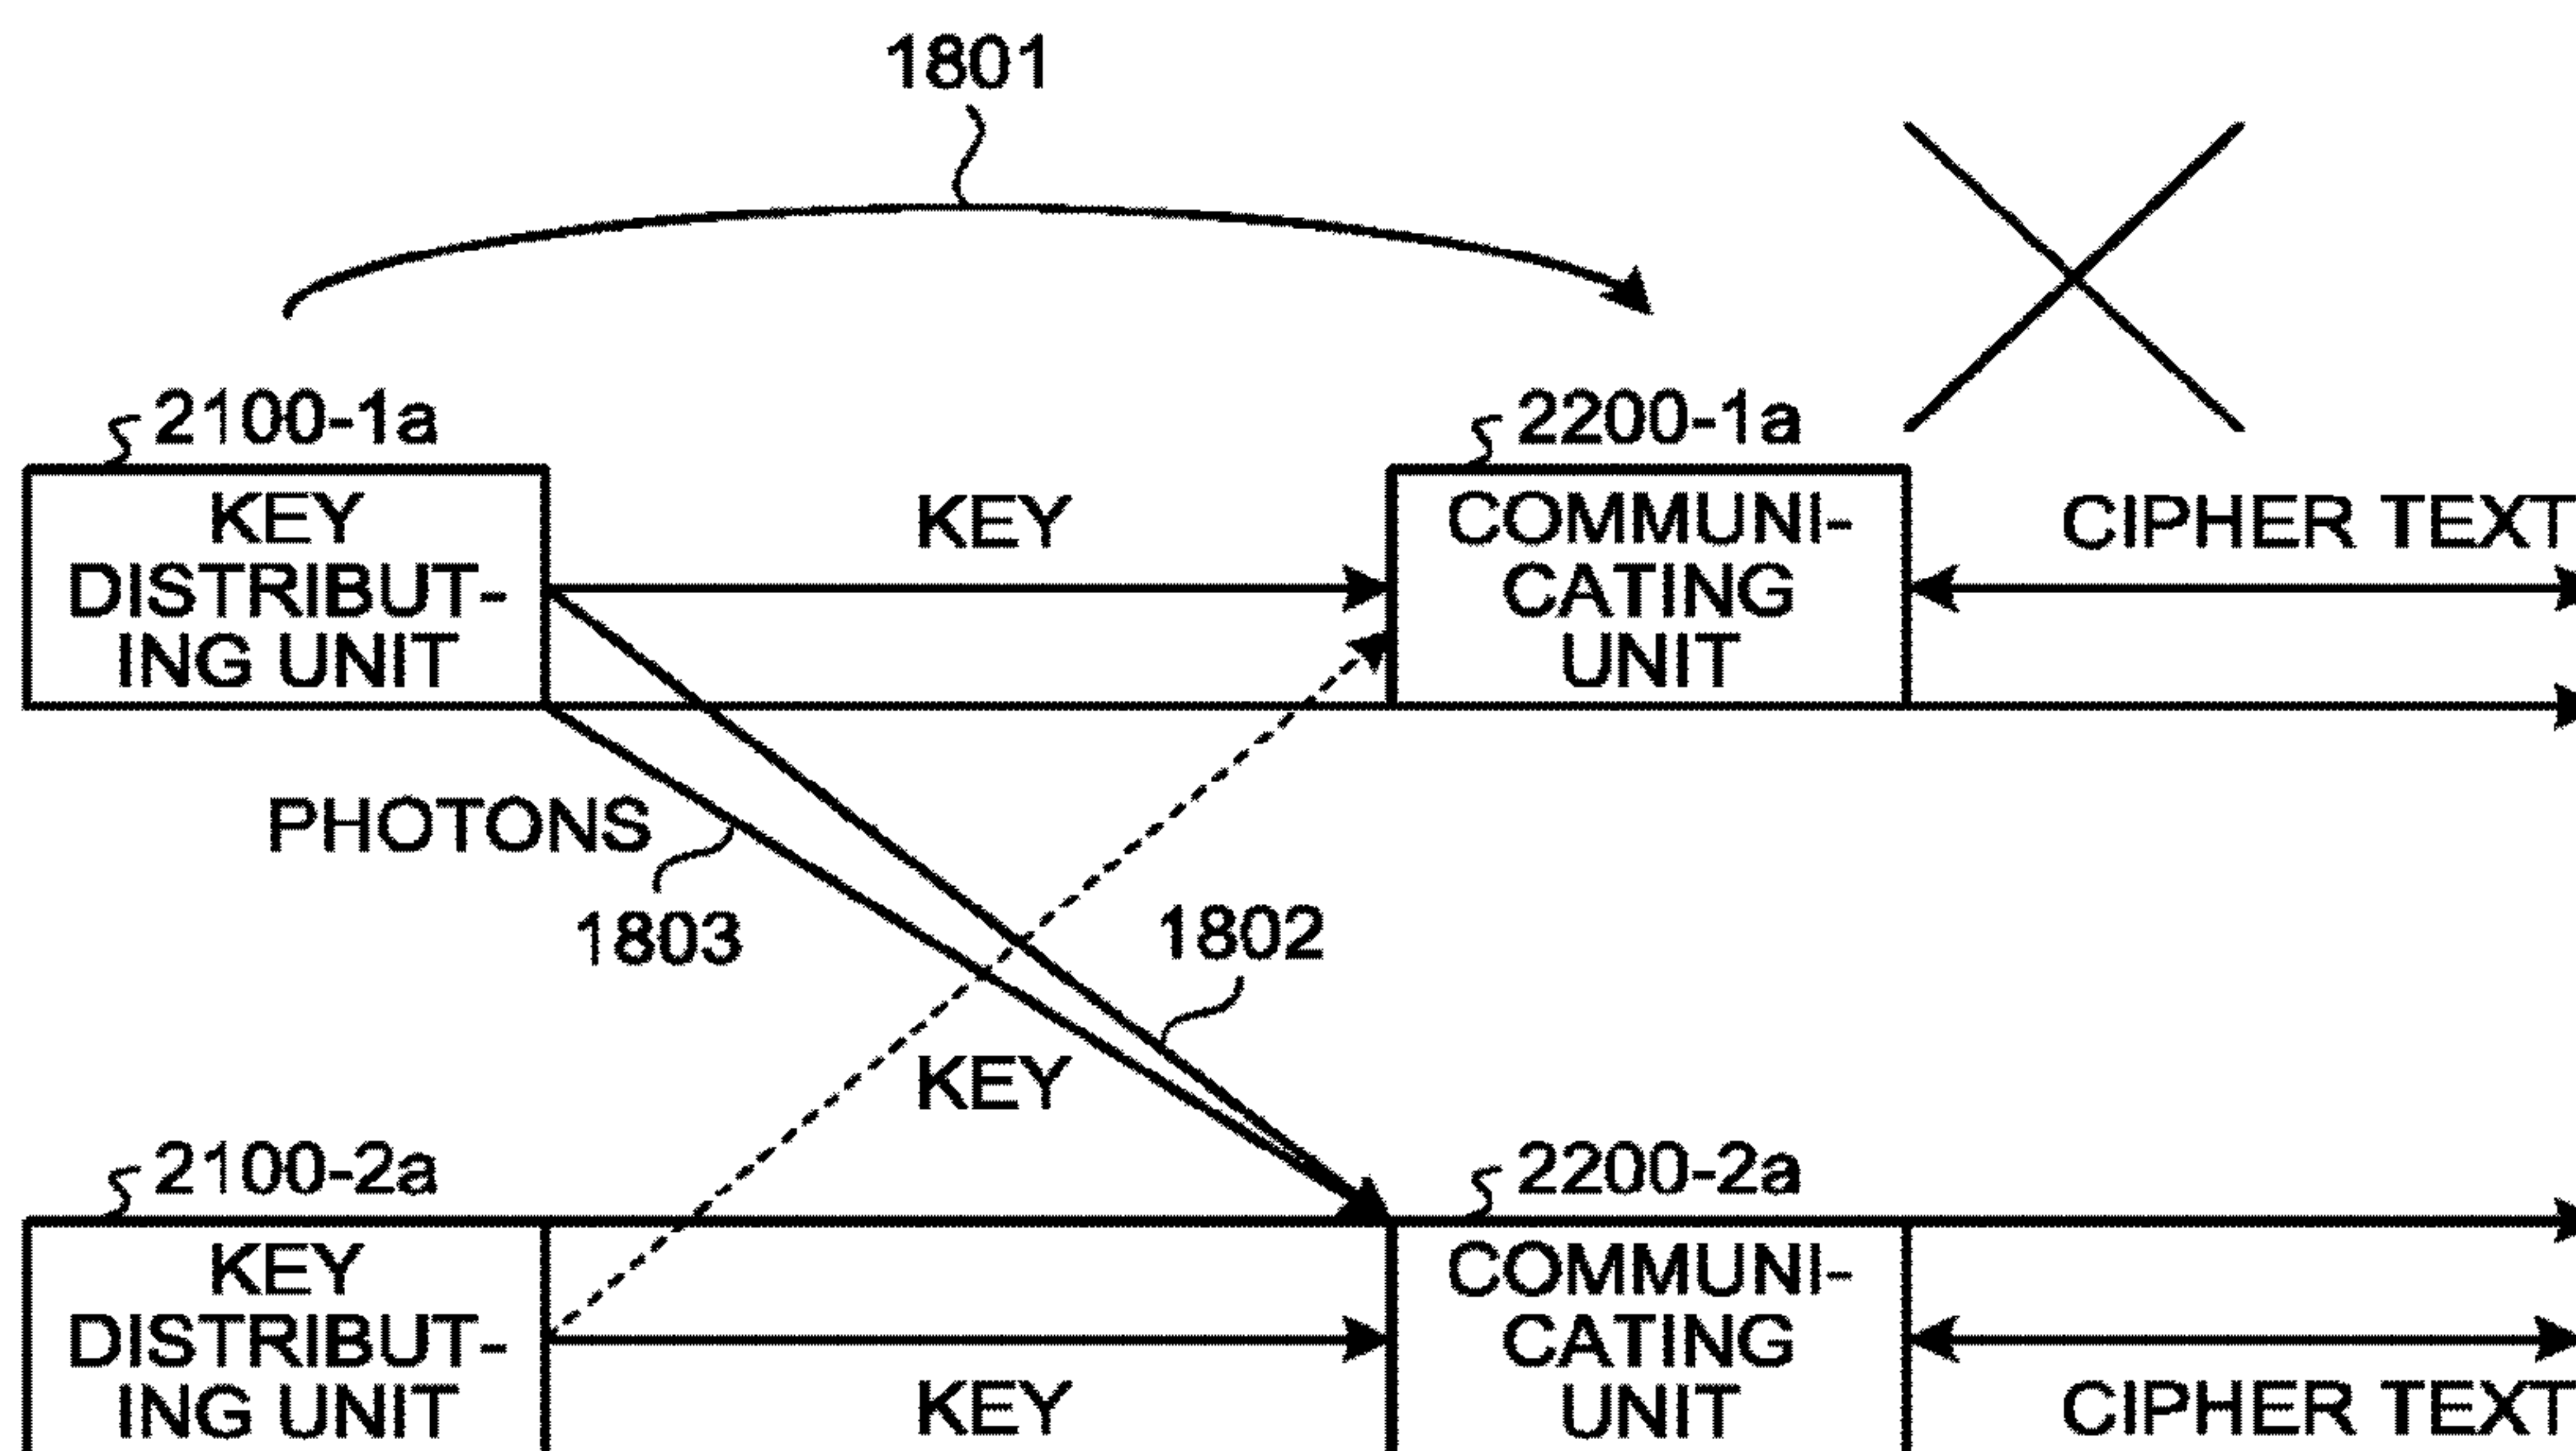 1801
2100-1a
2200-1a
KEY
DISTRIBUT-
ING UNIT
KEY
COMMUNI-
CATING
UNIT
CIPHER TEXT
PHOTONS
1803
1802
KEY
2100-2a
2200-2a
KEY
DISTRIBUT-
ING UNIT
KEY
COMMUNI-
CATING
UNIT
CIPHER TEXT